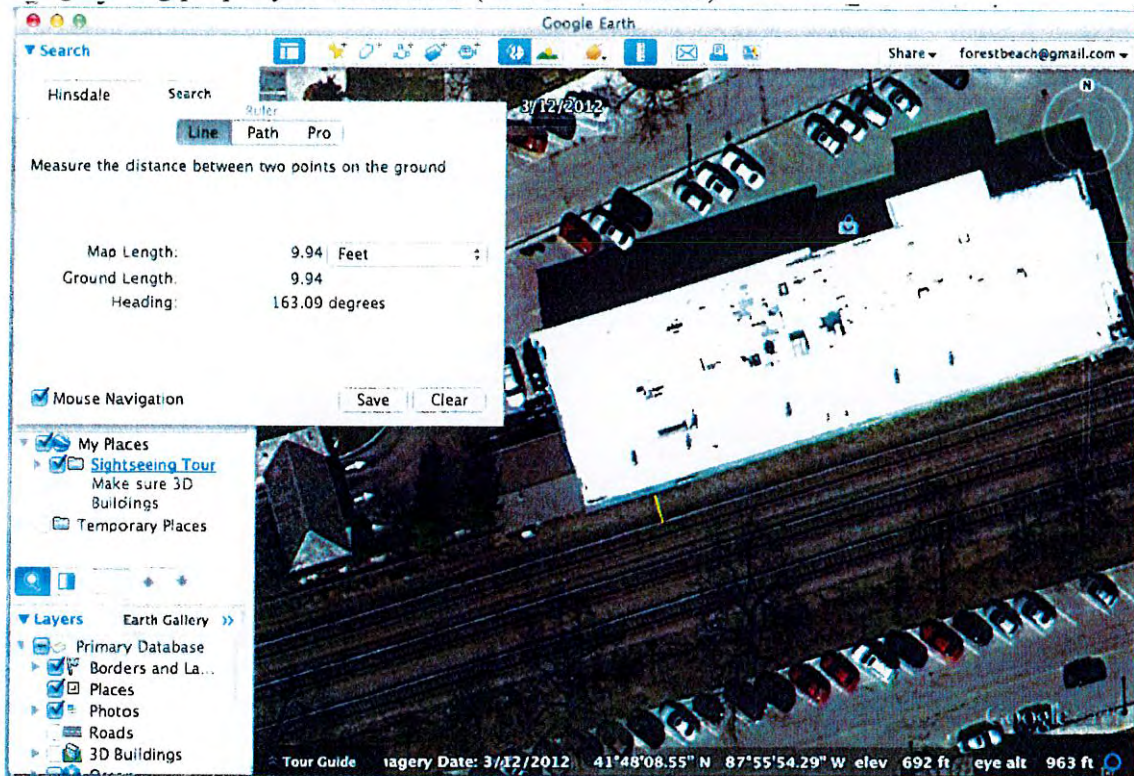 Google Earth
Search
Share
forestbeach@gmail.com
Hinsdale
Search
Ruler
Line
Path
Pro
3/12/2012
N
Measure the distance between two points on the ground
Map Length: 9.94 Feet
Ground Length: 9.94
Heading: 163.09 degrees
Mouse Navigation
Save
Clear
My Places
Sightseeing Tour
Make sure 3D
Buildings
Temporary Places
Layers
Earth Gallery >>
Primary Database
Borders and La...
Places
Photos
Roads
3D Buildings
Google
Tour Guide
agery Date: 3/12/2012 41°48'08.55" N 87°55'54.29" W elev 692 ft eye alt 963 ft